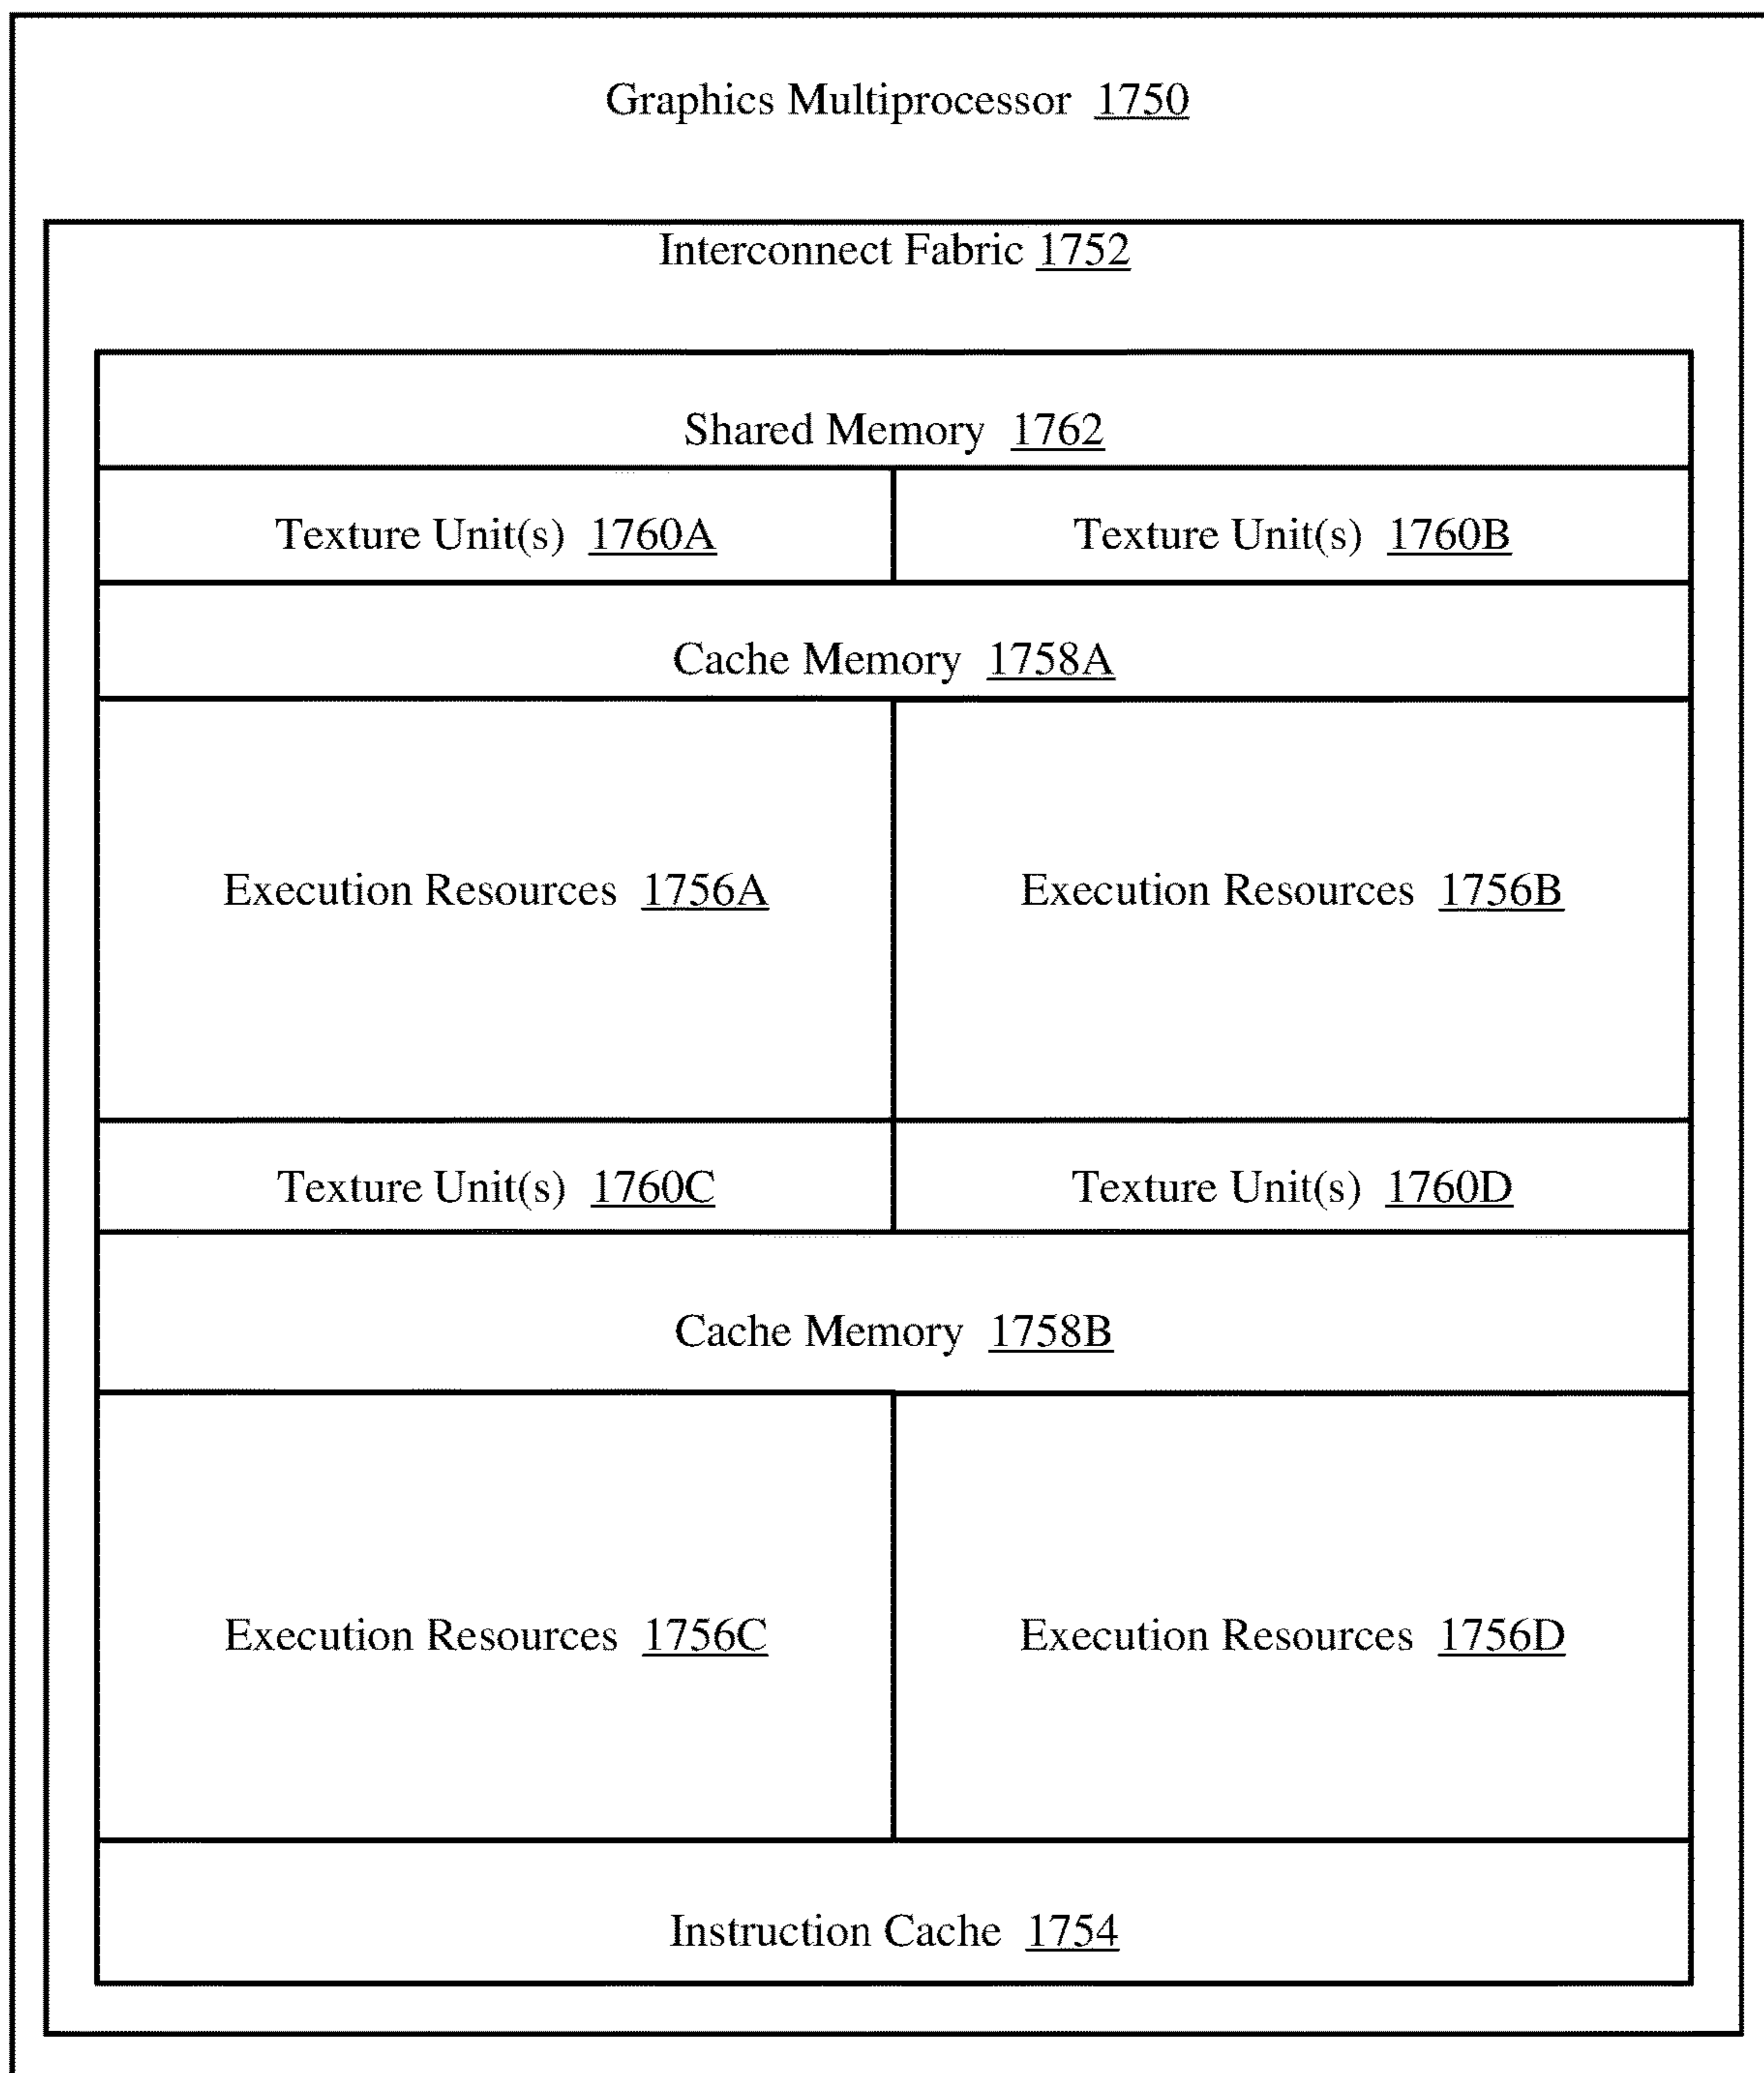 Graphics Multiprocessor 1750
Interconnect Fabric 1752
Shared Memory 1762
Texture Unit(s) 1760A
Texture Unit(s) 1760B
Cache Memory 1758A
Execution Resources 1756A
Execution Resources 1756B
Texture Unit(s) 1760C
Texture Unit(s) 1760D
Cache Memory 1758B
Execution Resources 1756C
Execution Resources 1756D
Instruction Cache 1754